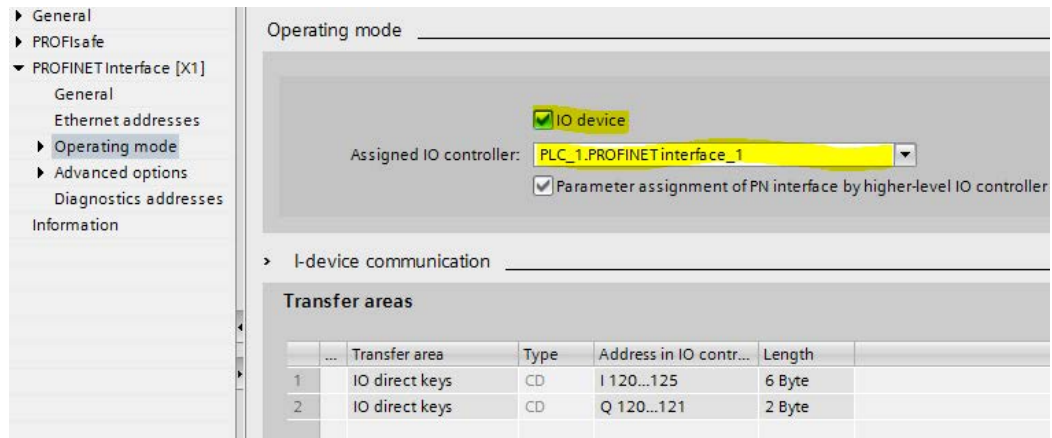 General
PROFIsafe
PROFINET Interface [X1]
General
Ethernet addresses
Operating mode
Advanced options
Diagnostics addresses
Information
Operating mode
IO device
Assigned IO controller: PLC_1.PROFINET interface_1
Parameter assignment of PN interface by higher-level IO controller
I-device communication
Transfer areas
... Transfer area Type Address in IO contr... Length
1 IO direct keys CD I 120...125 6 Byte
2 IO direct keys CD Q 120...121 2 Byte